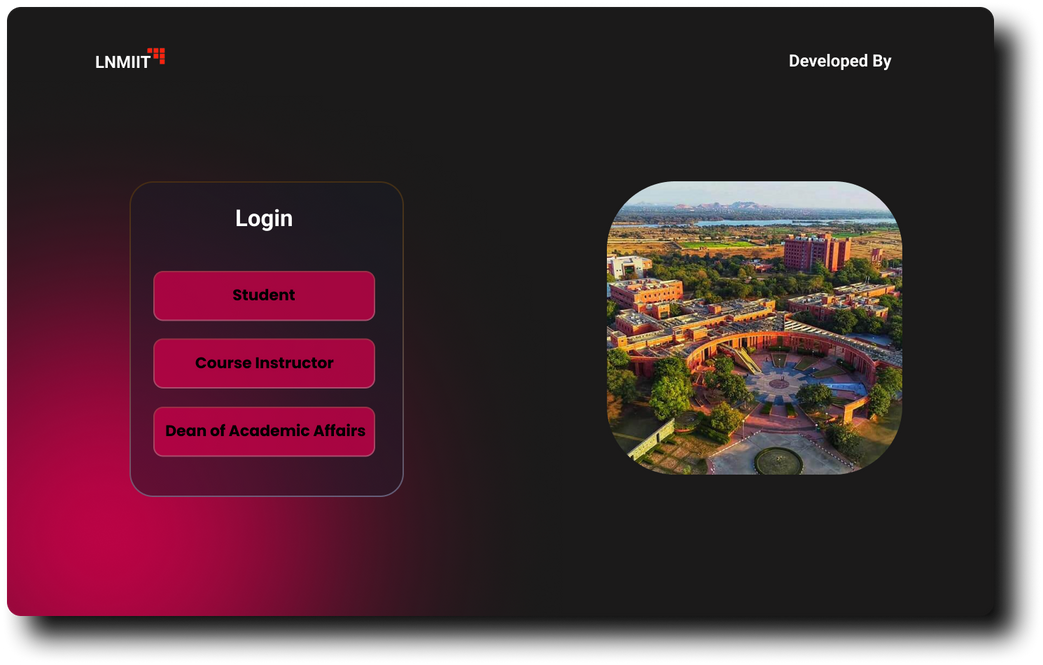 LNMIIT
Developed By
Login
Student
Course Instructor
Dean of Academic Affairs